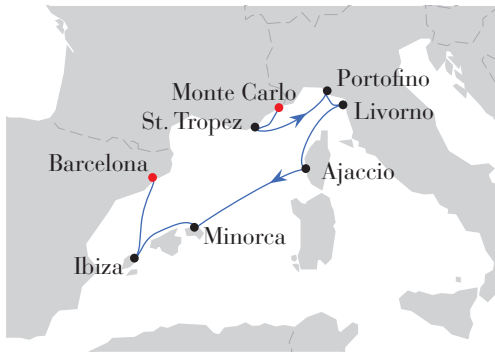 Portofino
Monte Carlo
Livorno
St. Tropez
Barcelona
Ajaccio
Minorca
Ibiza